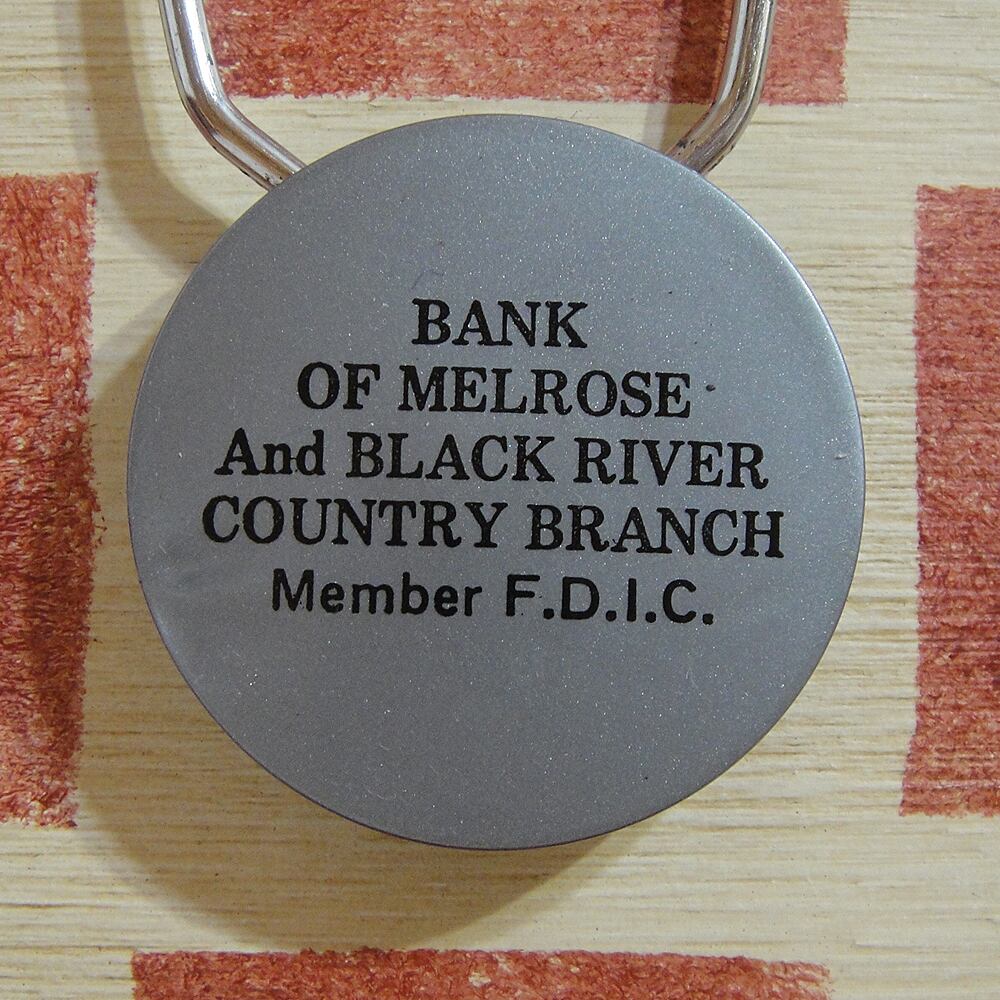 BANK
OF MELROSE
And BLACK RIVER
COUNTRY BRANCH
Member F.D.I.C.